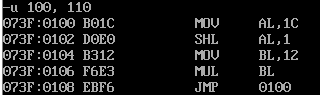 -u 100, 110
073F:0100 B01C MOV AL,1C
073F:0102 D0E0 SHL AL,1
073F:0104 B312 MOV BL,12
073F:0106 F6E3 MUL BL
073F:0108 EBF6 JMP 0100